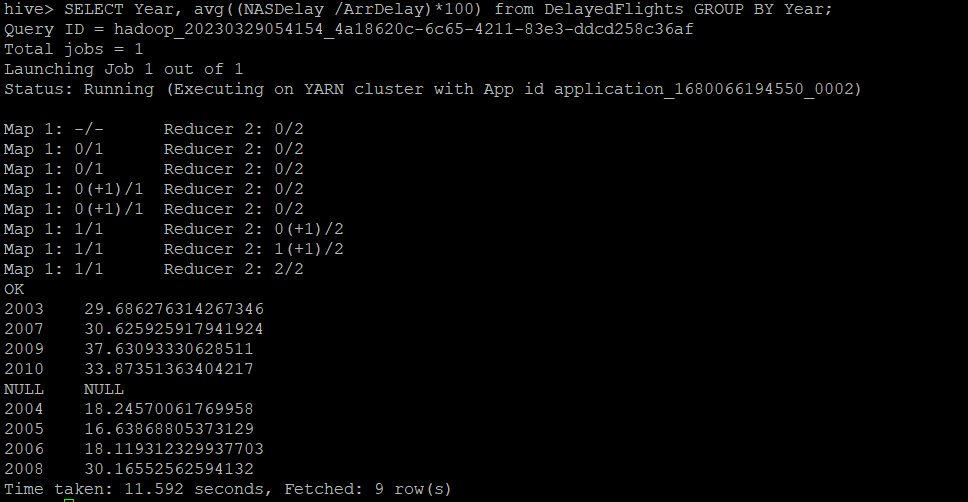 hive> SELECT Year, avg((NASDelay /ArrDelay)*100) from DelayedFlights GROUP BY Year;
Query ID = hadoop_20230329054154_4a18620c-6c65-4211-83e3-ddcd258c36af
Total jobs = 1
Launching Job 1 out of 1
Status: Running (Executing on YARN cluster with App id application_1680066194550_0002)
Map 1: -/-      Reducer 2: 0/2
Map 1: 0/1      Reducer 2: 0/2
Map 1: 0/1      Reducer 2: 0/2
Map 1: 0(+1)/1  Reducer 2: 0/2
Map 1: 0(+1)/1  Reducer 2: 0/2
Map 1: 1/1      Reducer 2: 0(+1)/2
Map 1: 1/1      Reducer 2: 1(+1)/2
Map 1: 1/1      Reducer 2: 2/2
OK
2003    29.686276314267346
2007    30.625925917941924
2009    37.63093330628511
2010    33.87351363404217
NULL    NULL
2004    18.24570061769958
2005    16.63868805373129
2006    18.119312329937703
2008    30.16552562594132
Time taken: 11.592 seconds, Fetched: 9 row(s)